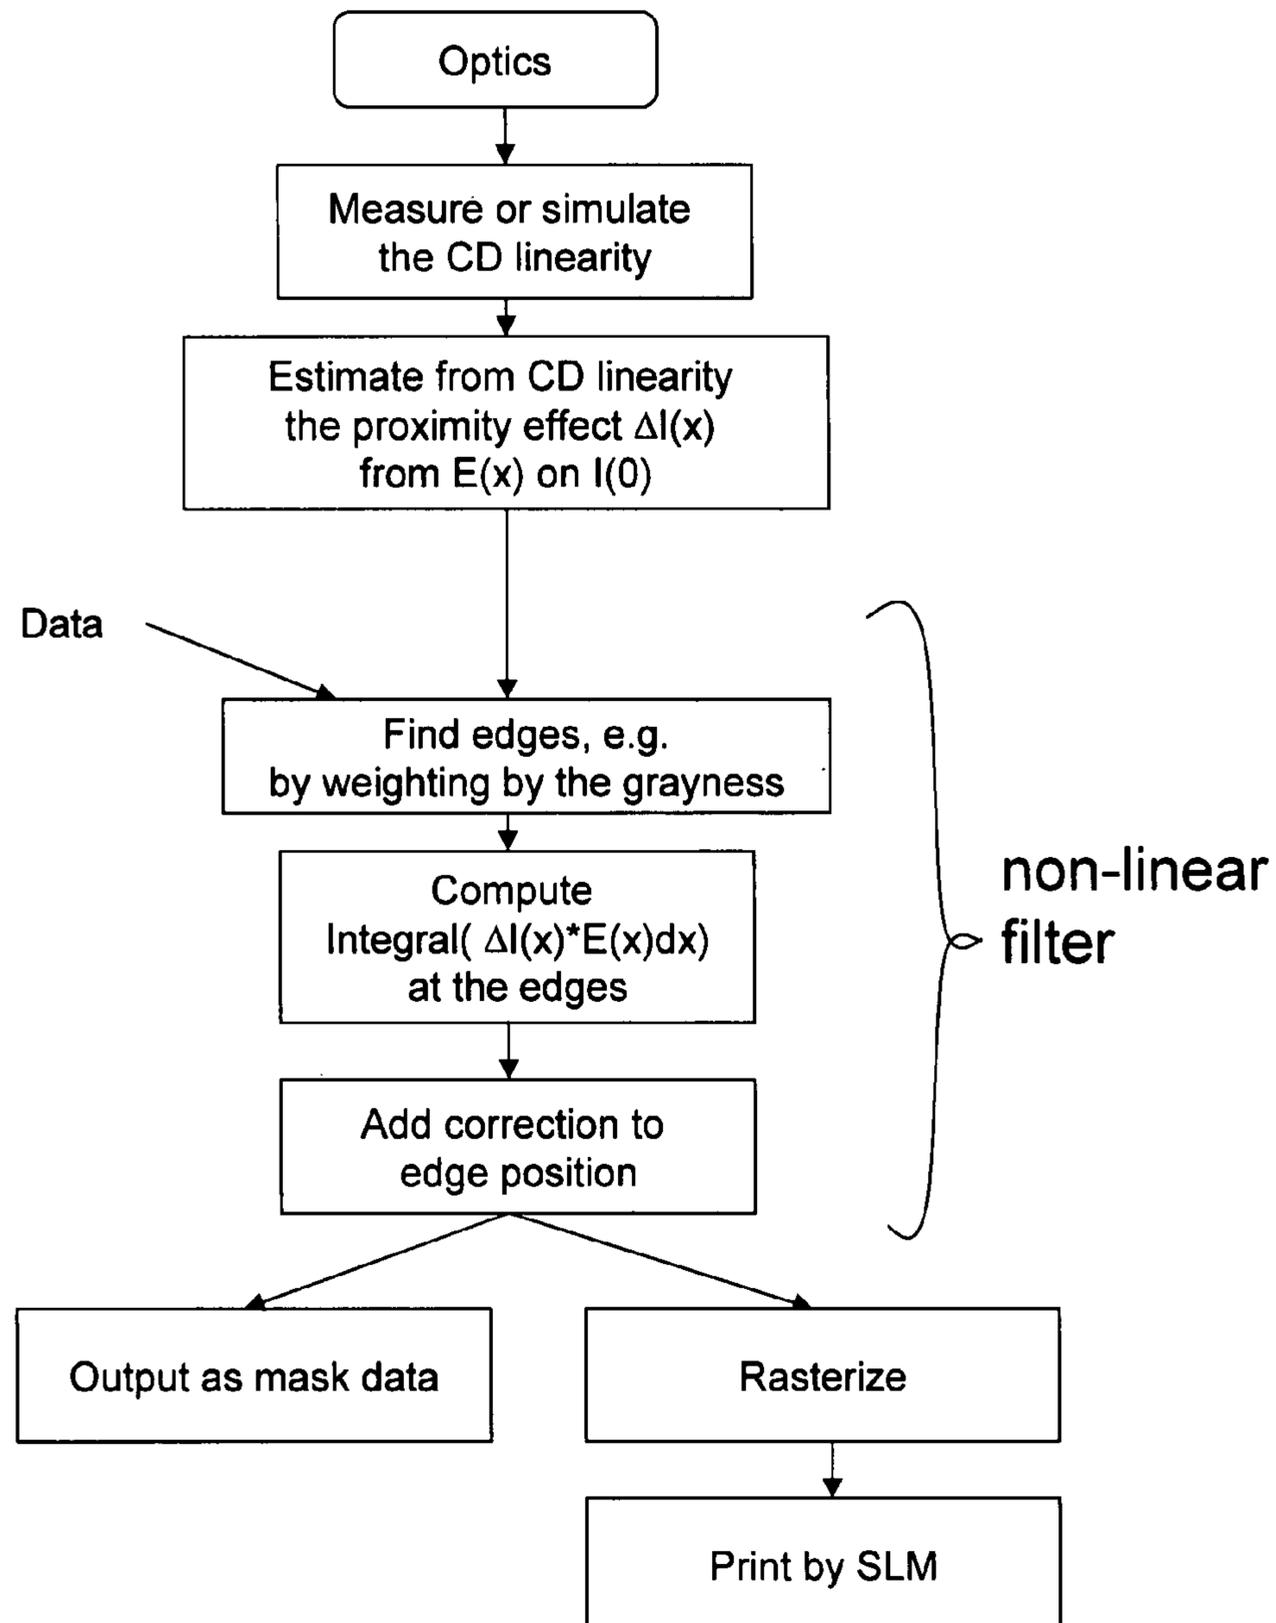 Optics
Measure or simulate
the CD linearity
Estimate from CD linearity
the proximity effect ΔI(x)
from E(x) on I(0)
Data
Find edges, e.g.
by weighting by the grayness
Compute
Integral( ΔI(x)*E(x)dx)
at the edges
non-linear
filter
Add correction to
edge position
Output as mask data
Rasterize
Print by SLM